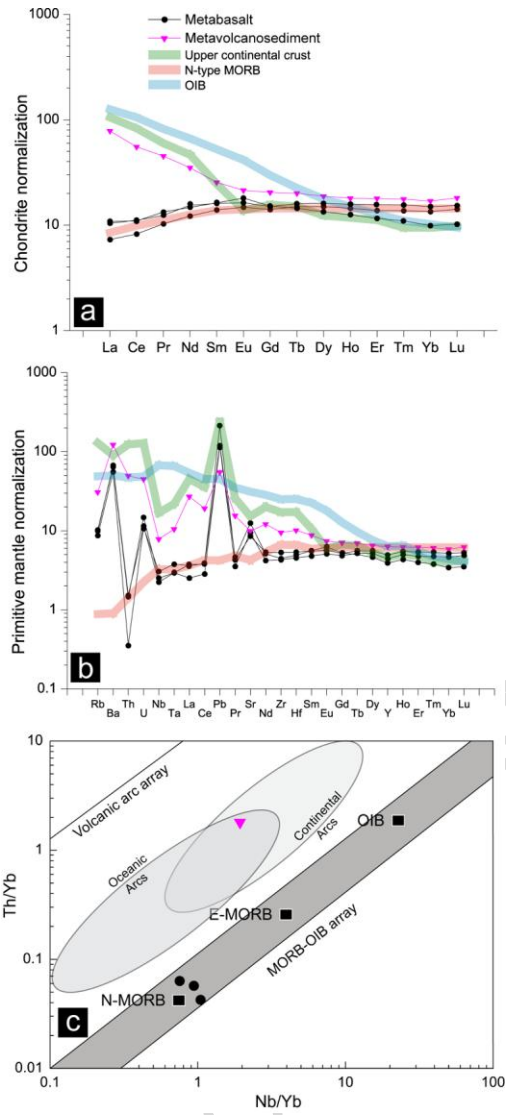 a
1000
100
10
1
Chondrite normalization
Metabasalt
Metavolcanosediment
Upper continental crust
N-type MORB
OIB
La Ce Pr Nd Sm Eu Gd Tb Dy Ho Er Tm Yb Lu
b
1000
100
10
1
0.1
Primitive mantle normalization
Rb Th Nb La Pb Sr Zr Sm Gd Dy Ho Tm Lu
Ba U Ta Ce Pr Nd Hf Eu Tb Y Er Yb
c
10
1
0.1
0.01
Th/Yb
Volcanic arc array
Oceanic
Arcs
Continental
Arcs
OIB
E-MORB
N-MORB
MORB-OIB array
0.1 1 10 100
Nb/Yb